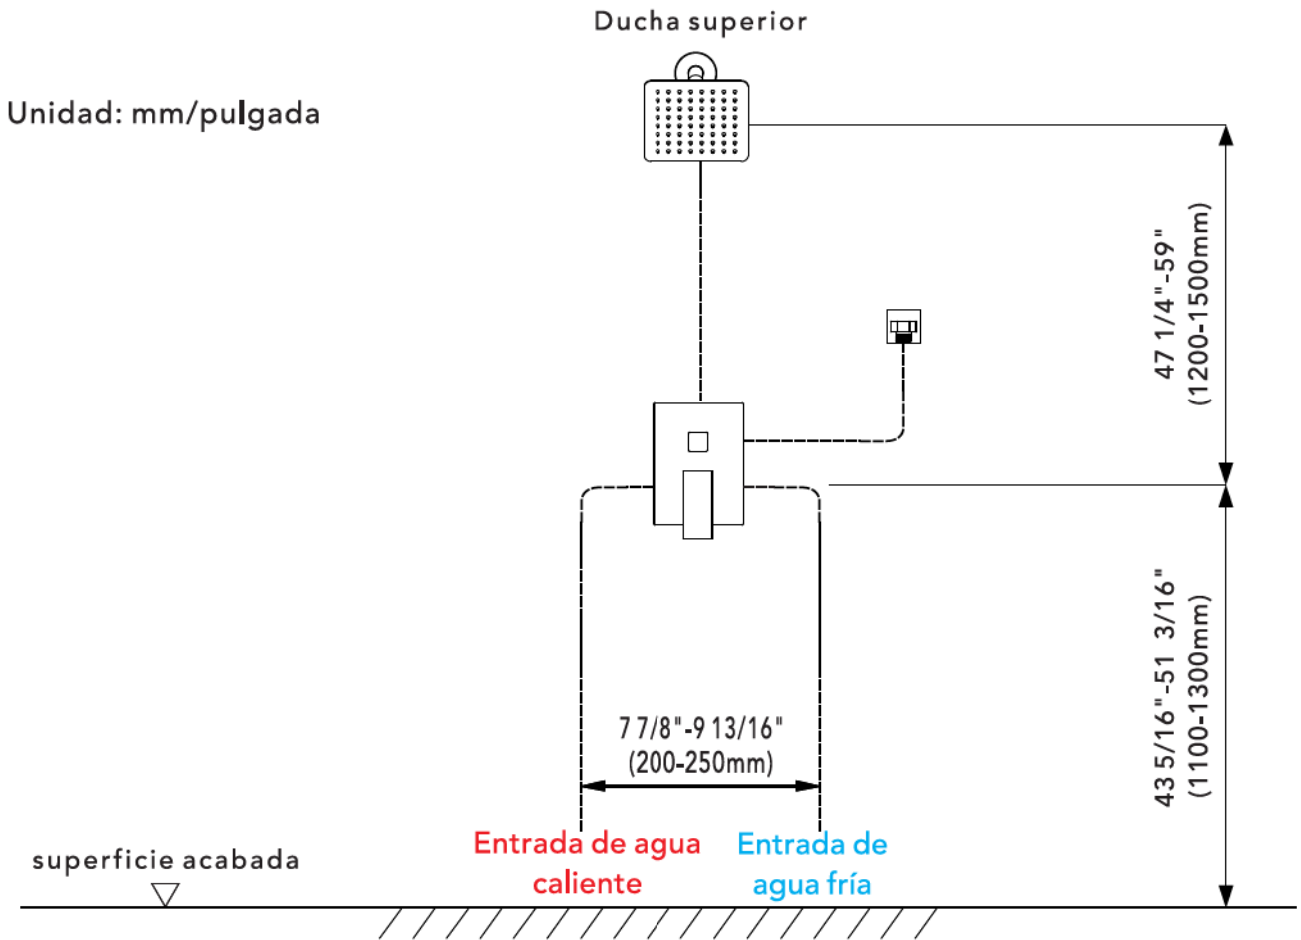 Ducha superior
Unidad: mm/pulgada
47 1/4"-59"
(1200-1500mm)
43 5/16"-51 3/16"
(1100-1300mm)
7 7/8"-9 13/16"
(200-250mm)
Entrada de agua
caliente
Entrada de
agua fría
superficie acabada